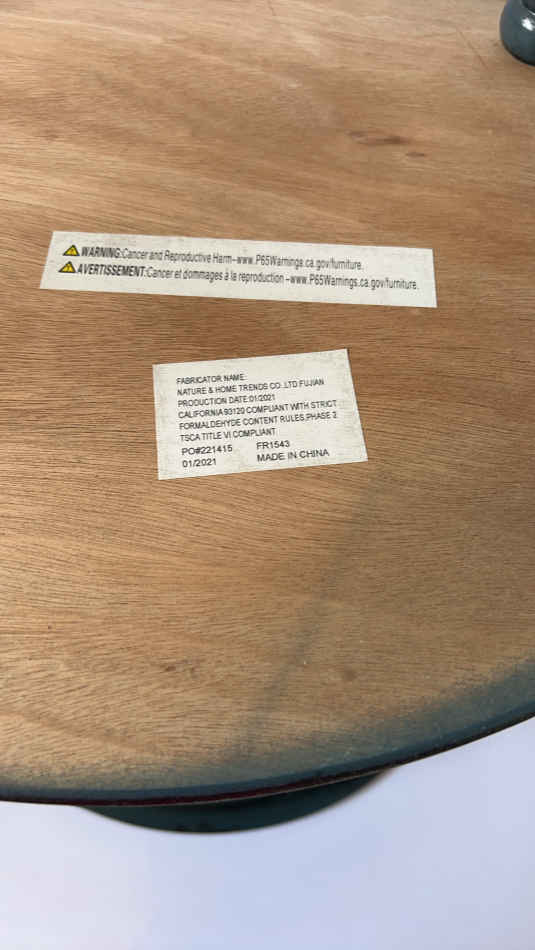 WARNING:Cancer and Reproductive Harm–www.P65Warnings.ca.gov/furniture.
AVERTISSEMENT:Cancer et dommages à la reproduction –www.P65Warnings.ca.gov/furniture.
FABRICATOR NAME:
NATURE & HOME TRENDS CO.,LTD.FUJIAN
PRODUCTION DATE:01/2021
CALIFORNIA 93120 COMPLIANT WITH STRICT
FORMALDEHYDE CONTENT RULES,PHASE 2
TSCA TITLE VI COMPLIANT
PO#221415 FR1543
01/2021 MADE IN CHINA